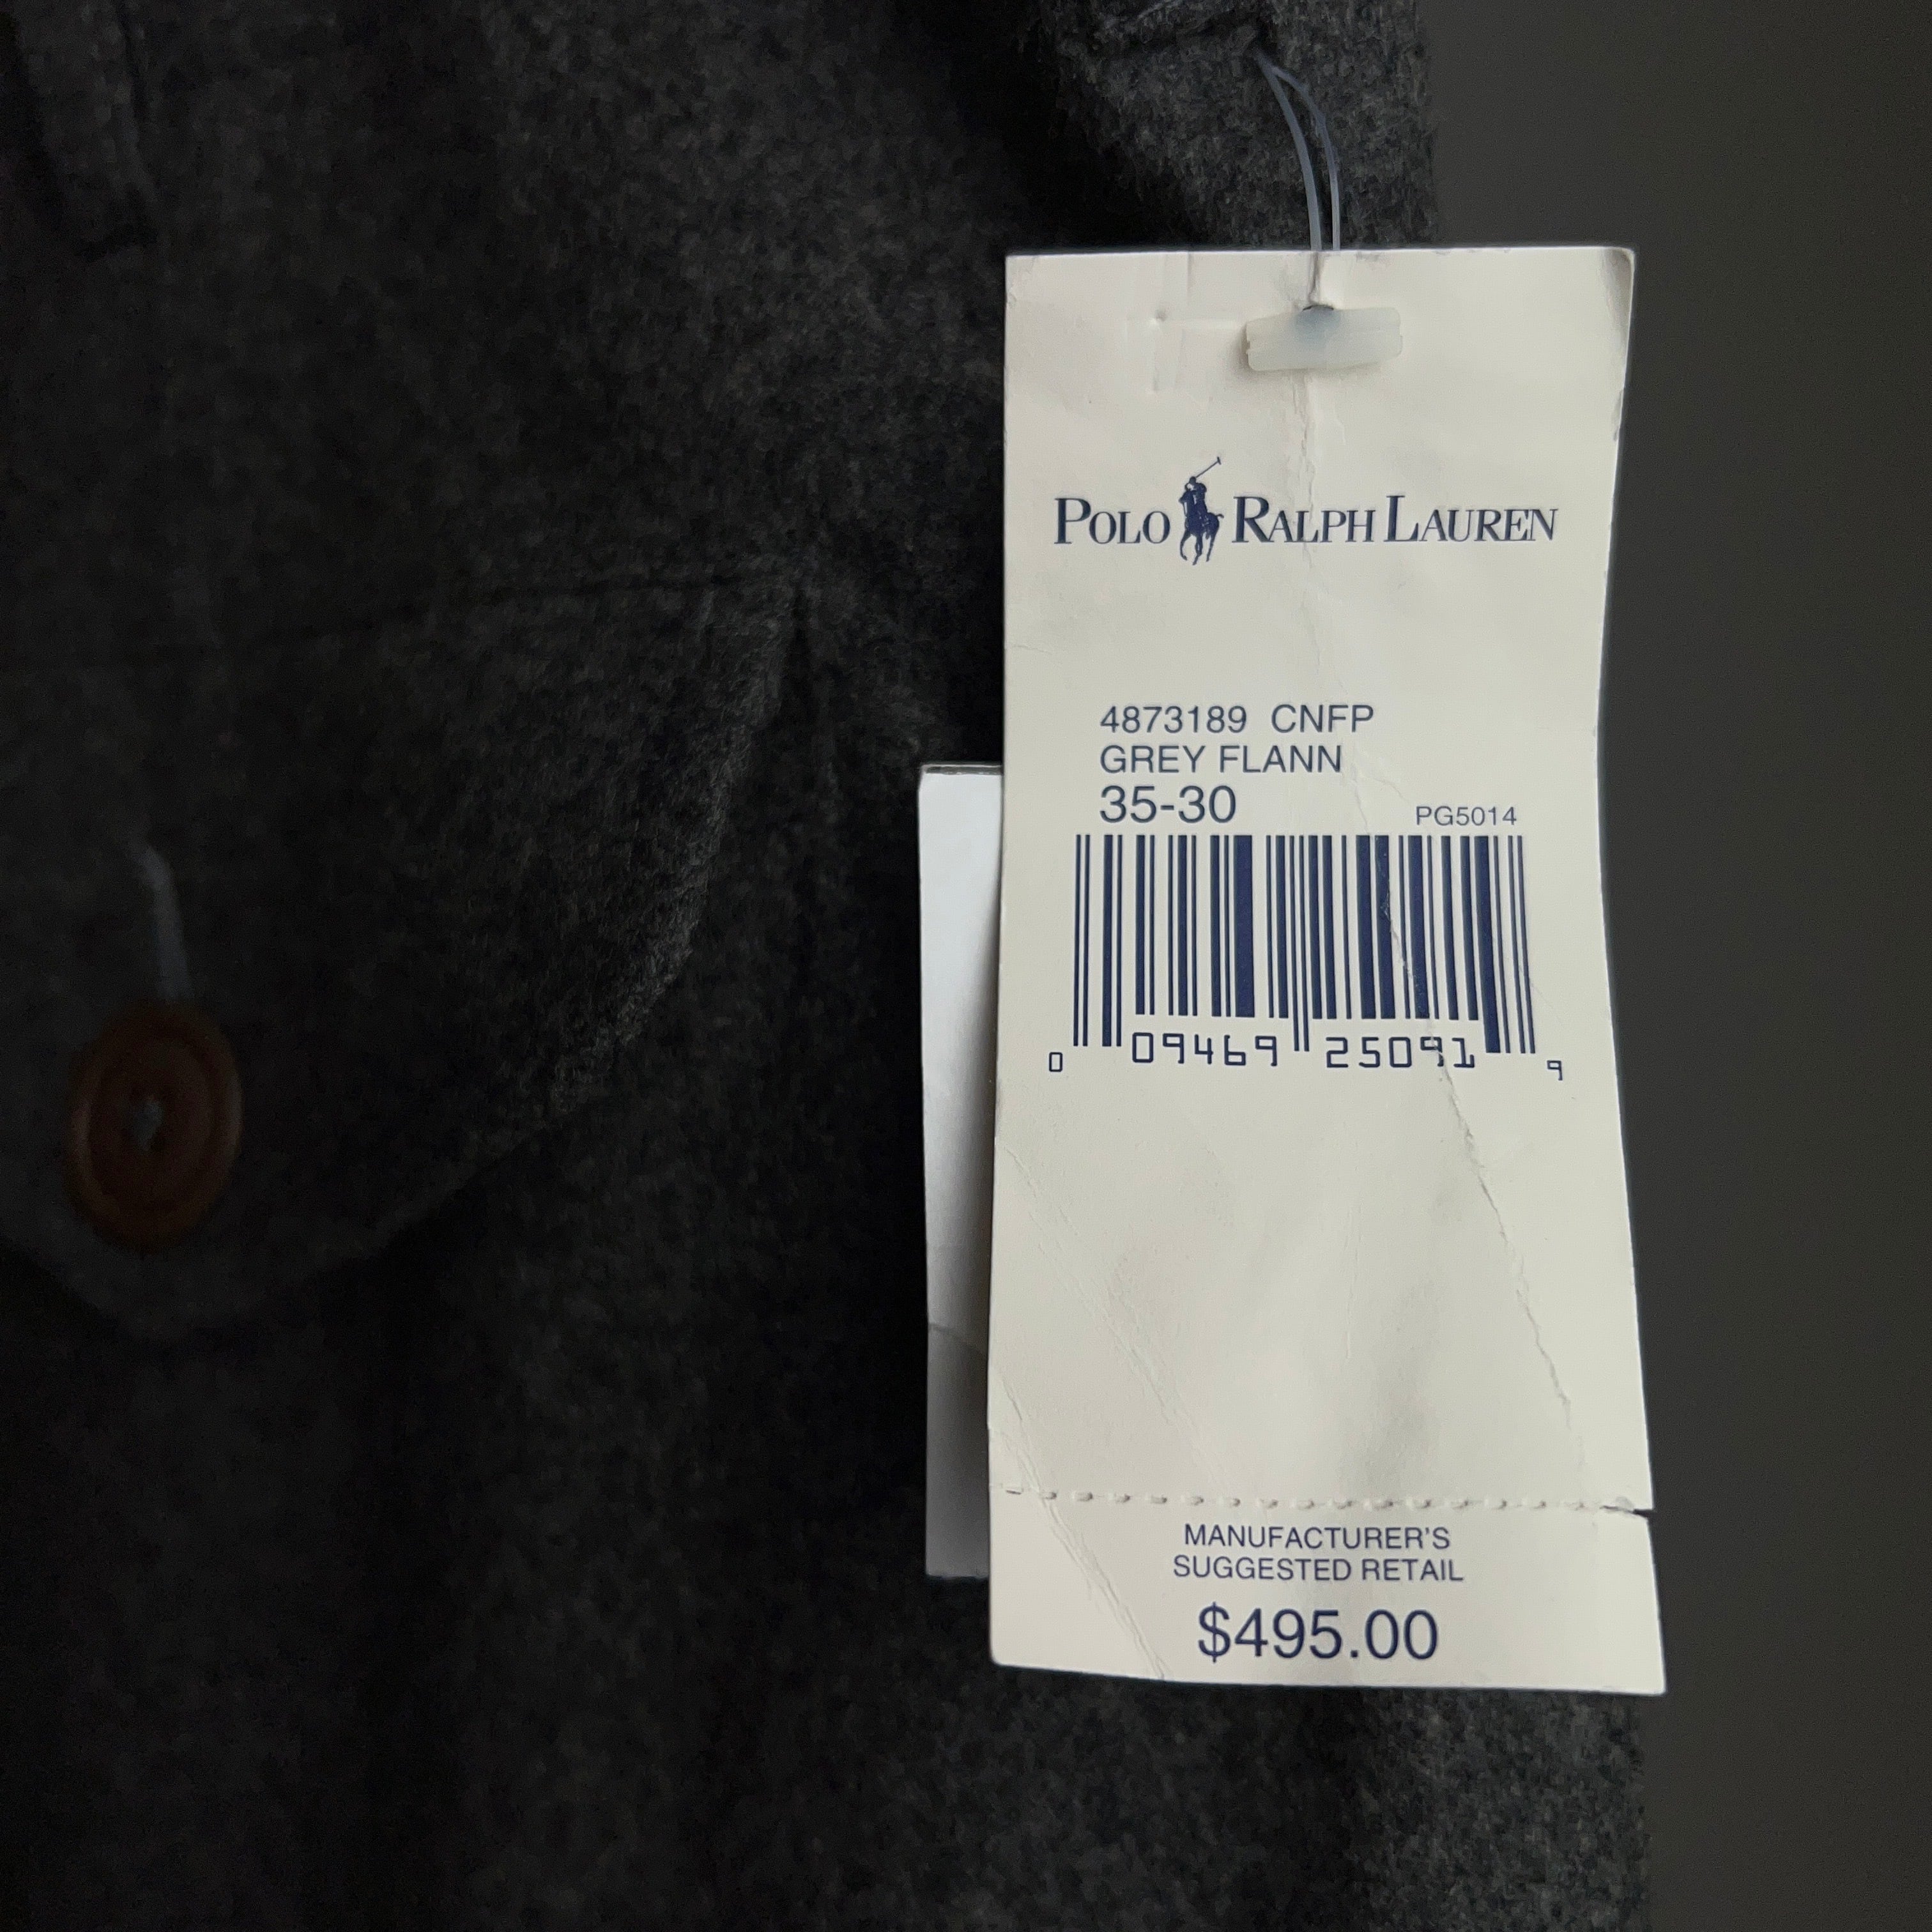 POLO RALPH LAUREN
4873189 CNFP
GREY FLANN
35-30
PG5014
0 09469 25091 9
MANUFACTURER'S
SUGGESTED RETAIL
$495.00